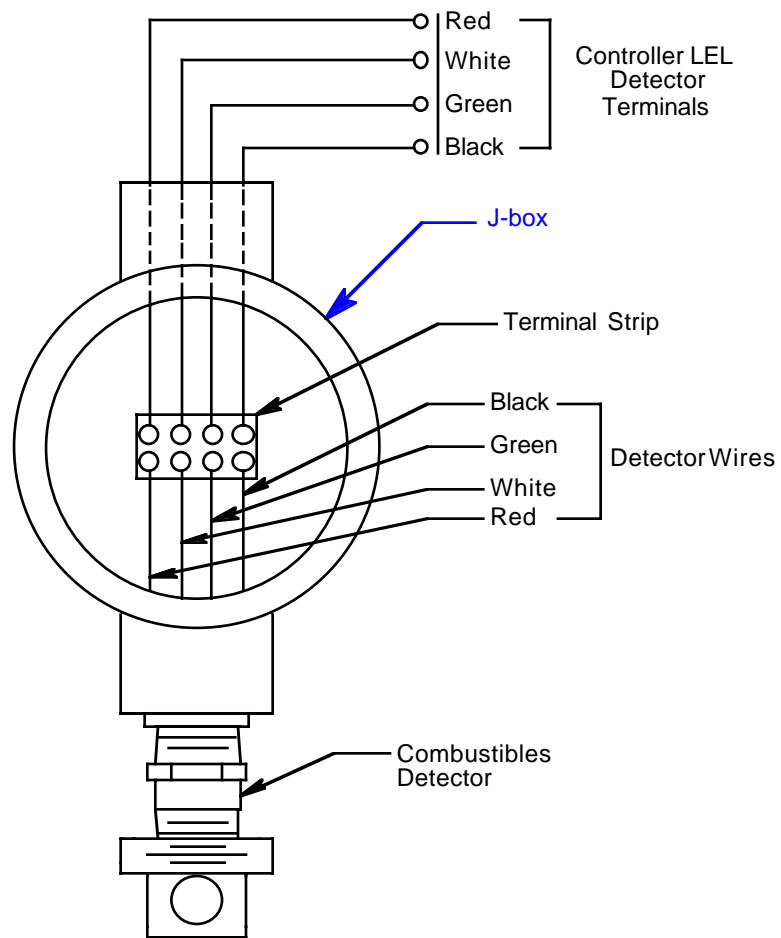 Red
White
Green
Black
Controller LEL
Detector
Terminals
J-box
Terminal Strip
Black
Green
White
Red
Detector Wires
Combustibles
Detector